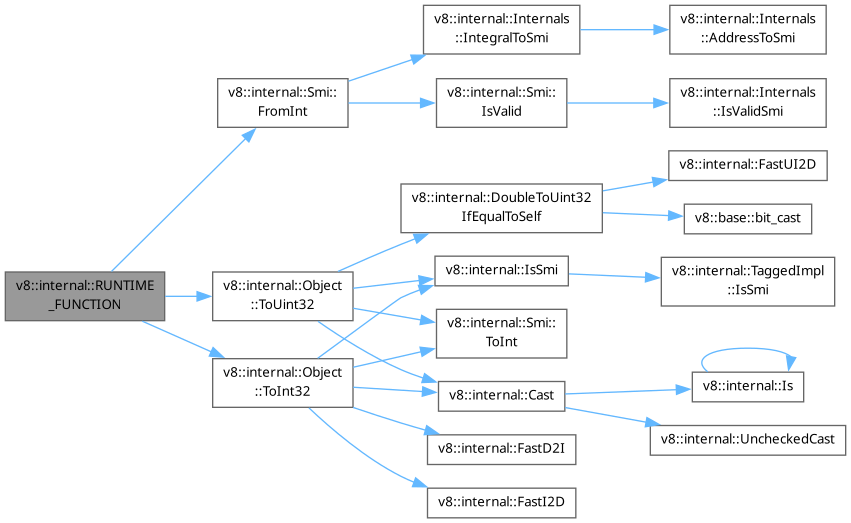 v8::internal::RUNTIME
_FUNCTION
v8::internal::Smi::
FromInt
v8::internal::Object
::ToUint32
v8::internal::Object
::ToInt32
v8::internal::Internals
::IntegralToSmi
v8::internal::Smi::
IsValid
v8::internal::DoubleToUint32
IfEqualToSelf
v8::internal::IsSmi
v8::internal::Smi::
ToInt
v8::internal::Cast
v8::internal::FastD2I
v8::internal::FastI2D
v8::internal::Internals
::AddressToSmi
v8::internal::Internals
::IsValidSmi
v8::internal::FastUI2D
v8::base::bit_cast
v8::internal::TaggedImpl
::IsSmi
v8::internal::Is
v8::internal::UncheckedCast